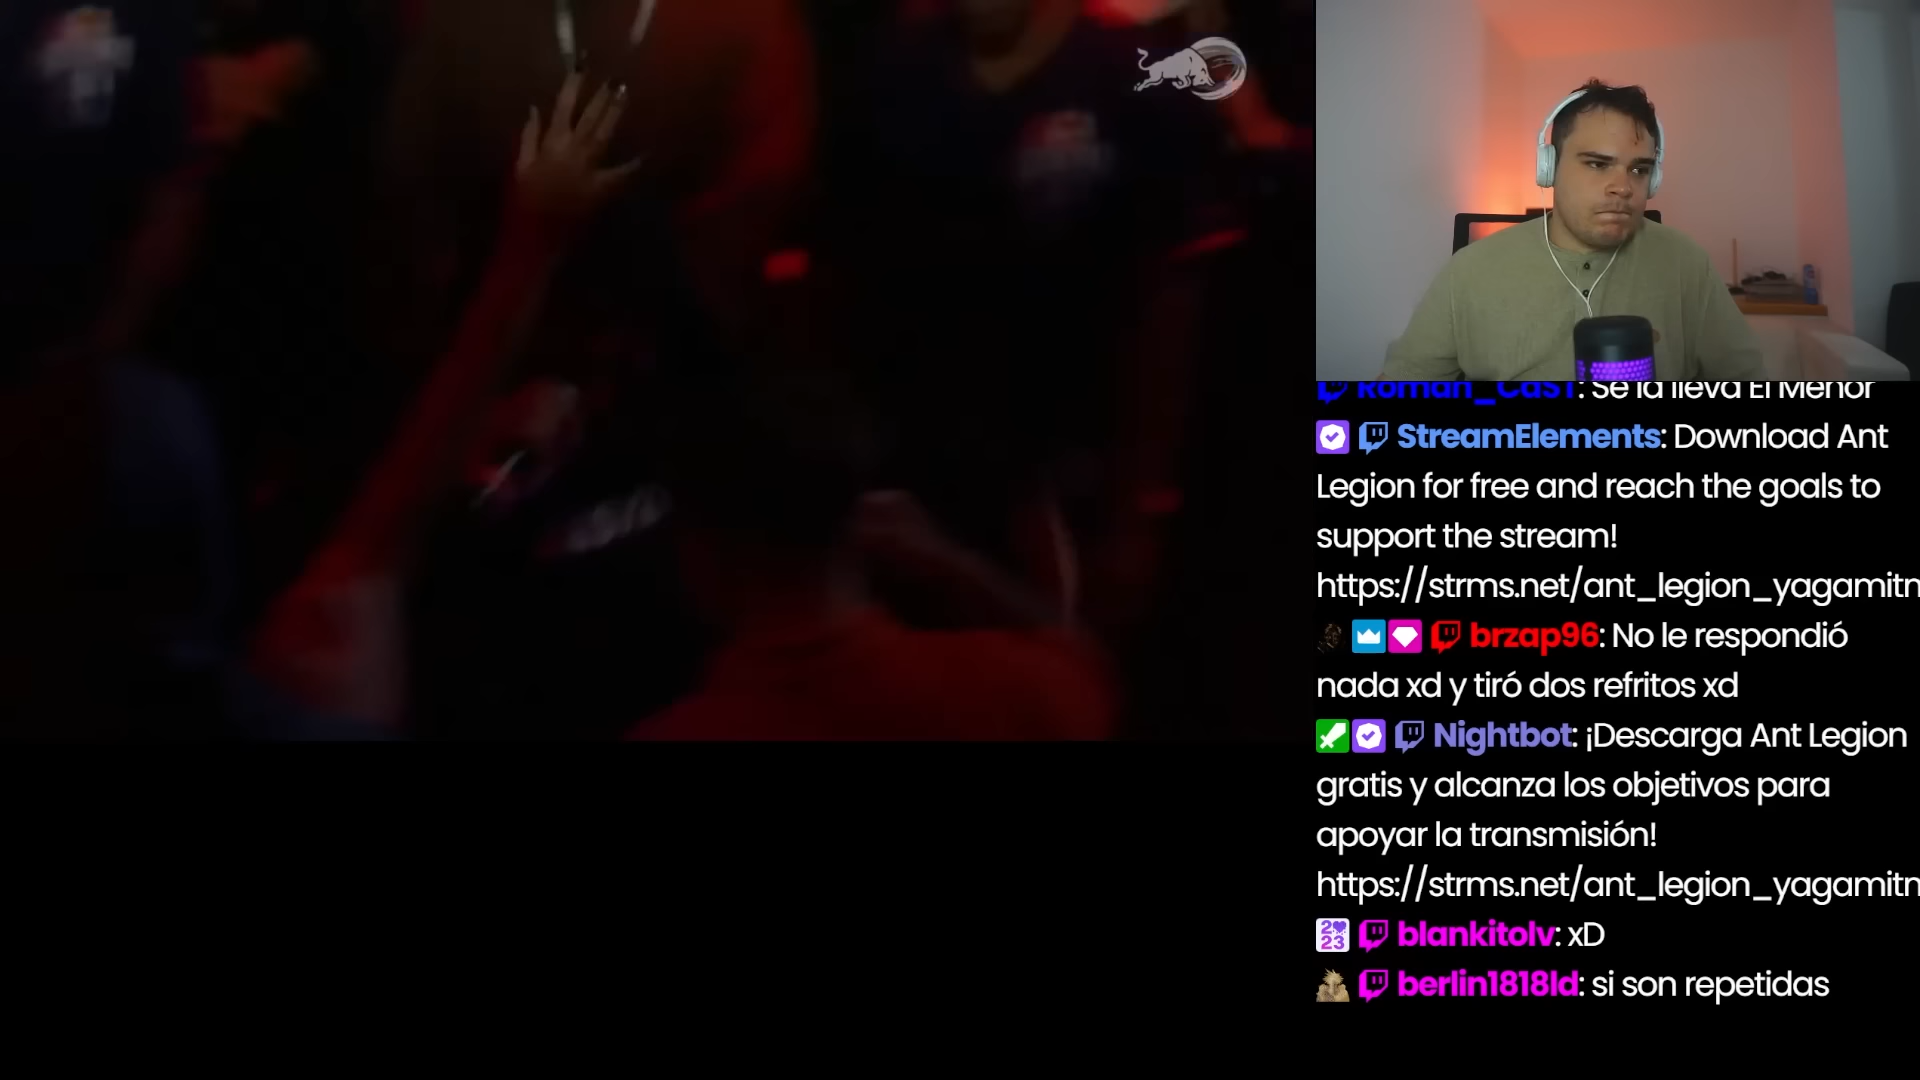 Roman_CaST: Se la lleva El Menor
StreamElements: Download Ant
Legion for free and reach the goals to
support the stream!
https://strms.net/ant_legion_yagamitn
brzap96: No le respondió
nada xd y tiró dos refritos xd
Nightbot: ¡Descarga Ant Legion
gratis y alcanza los objetivos para
apoyar la transmisión!
https://strms.net/ant_legion_yagamitn
2023
blankitolv: xD
berlin1818ld: si son repetidas